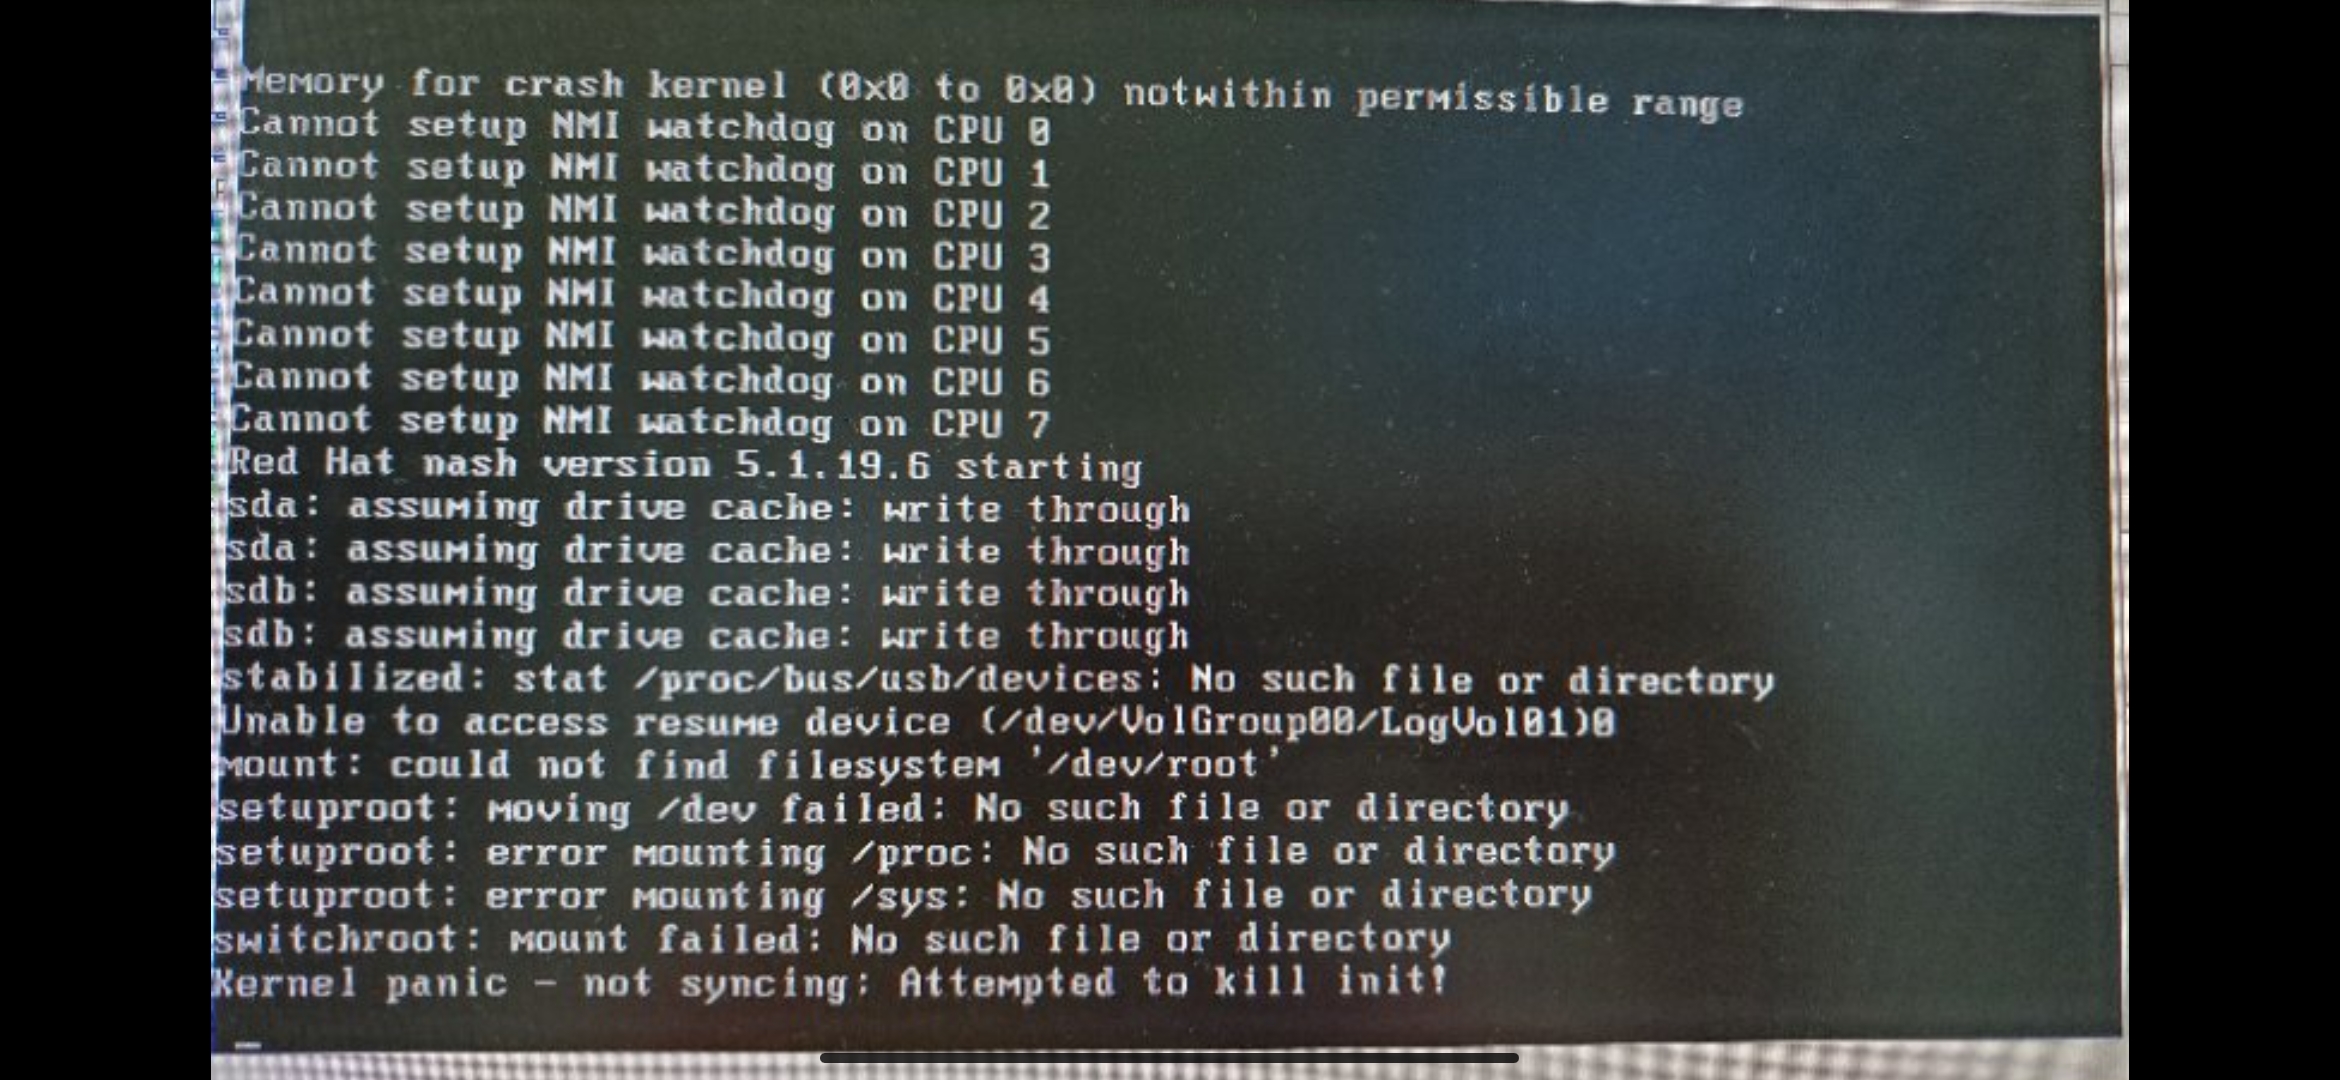 Memory for crash kernel (0x0 to 0x0) notwithin permissible range
Cannot setup NMI watchdog on CPU 0
Cannot setup NMI watchdog on CPU 1
Cannot setup NMI watchdog on CPU 2
Cannot setup NMI watchdog on CPU 3
Cannot setup NMI watchdog on CPU 4
Cannot setup NMI watchdog on CPU 5
Cannot setup NMI watchdog on CPU 6
Cannot setup NMI watchdog on CPU 7
Red Hat nash version 5.1.19.6 starting
sda: assuming drive cache: write through
sda: assuming drive cache: write through
sdb: assuming drive cache: write through
sdb: assuming drive cache: write through
stabilized: stat /proc/bus/usb/devices: No such file or directory
Unable to access resume device (/dev/VolGroup00/LogVol01)0
mount: could not find filesystem '/dev/root'
setuproot: moving /dev failed: No such file or directory
setuproot: error mounting /proc: No such file or directory
setuproot: error mounting /sys: No such file or directory
switchroot: mount failed: No such file or directory
Kernel panic - not syncing: Attempted to kill init!